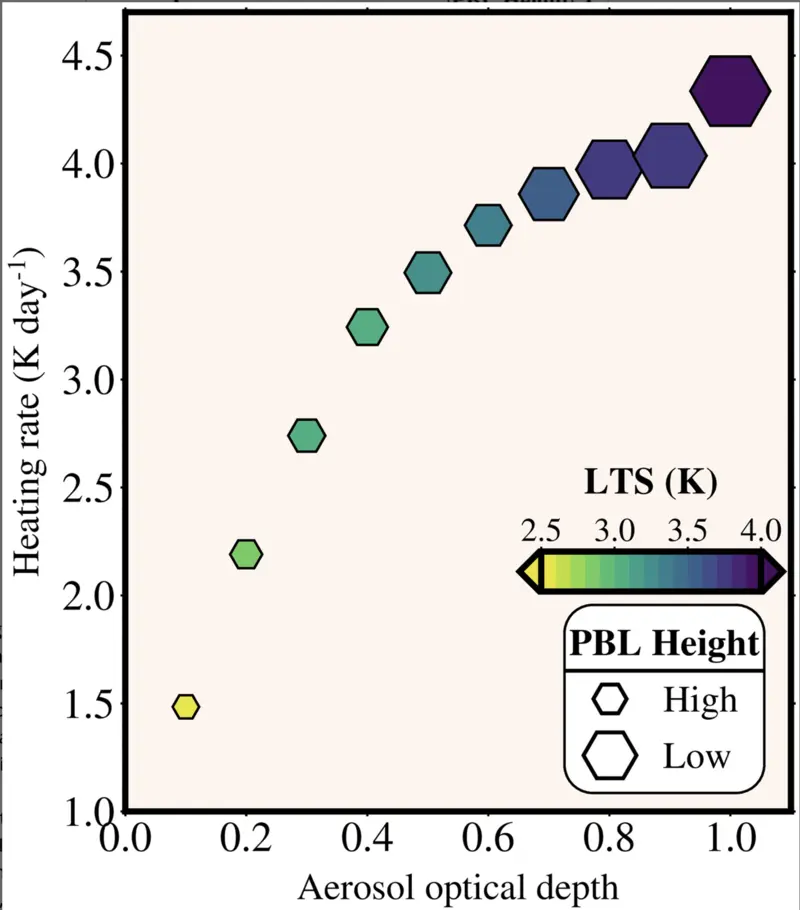 4.5
4.0
3.5
3.0
2.5
2.0
1.5
1.0
Heating rate (K day⁻¹)
LTS (K)
2.5 3.0 3.5 4.0
PBL Height
High
Low
0.0 0.2 0.4 0.6 0.8 1.0
Aerosol optical depth